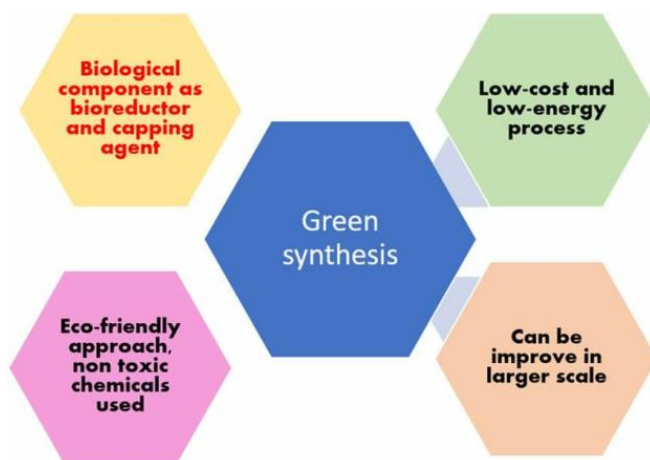 Biological
component as
bioreductor
and capping
agent
Low-cost and
low-energy
process
Green
synthesis
Eco-friendly
approach,
non toxic
chemicals
used
Can be
improve in
larger scale